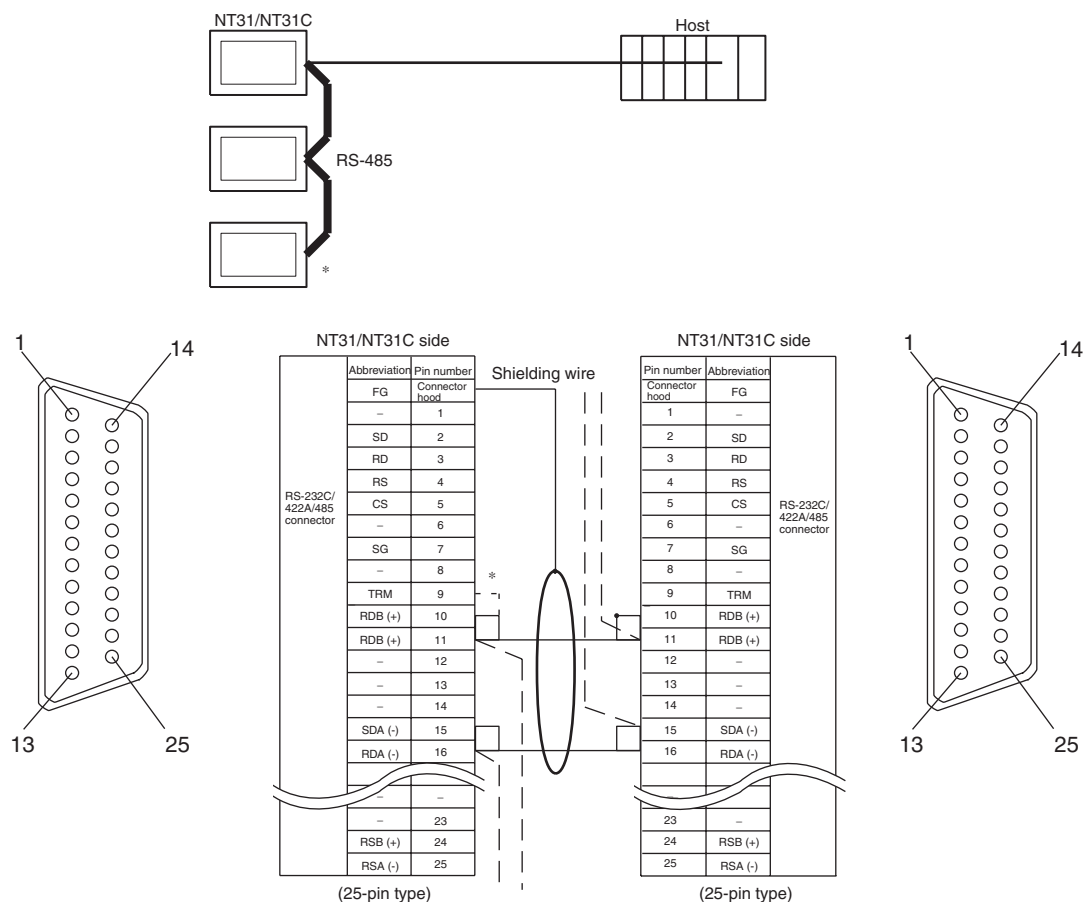 NT31/NT31C
Host
RS-485
*
NT31/NT31C side
NT31/NT31C side
1
14
13
25
RS-232C/
422A/485
connector
Abbreviation Pin number
FG Connector hood
– 1
SD 2
RD 3
RS 4
CS 5
– 6
SG 7
– 8
TRM 9
RDB (+) 10
RDB (+) 11
– 12
– 13
– 14
SDA (-) 15
RDA (-) 16
– –
– 23
RSB (+) 24
RSA (-) 25
(25-pin type)
Shielding wire
*
Pin number Abbreviation
Connector hood FG
1 –
2 SD
3 RD
4 RS
5 CS
6 –
7 SG
8 –
9 TRM
10 RDB (+)
11 RDB (+)
12 –
13 –
14 –
15 SDA (-)
16 RDA (-)
– –
23 –
24 RSB (+)
25 RSA (-)
RS-232C/
422A/485
connector
(25-pin type)
1
14
13
25